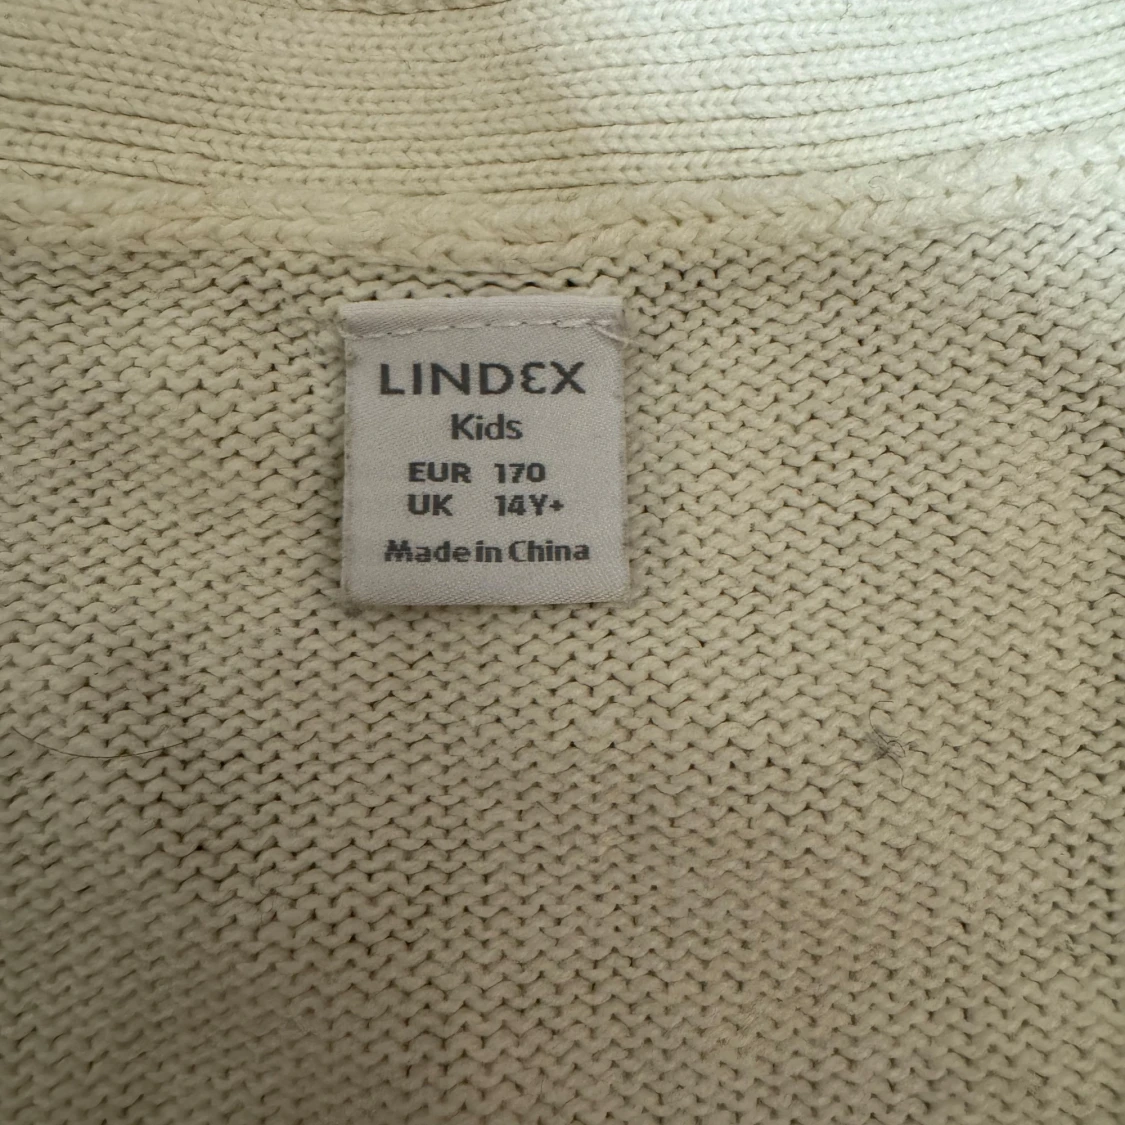 LINDEX
Kids
EUR 170
UK 14Y+
Made in China